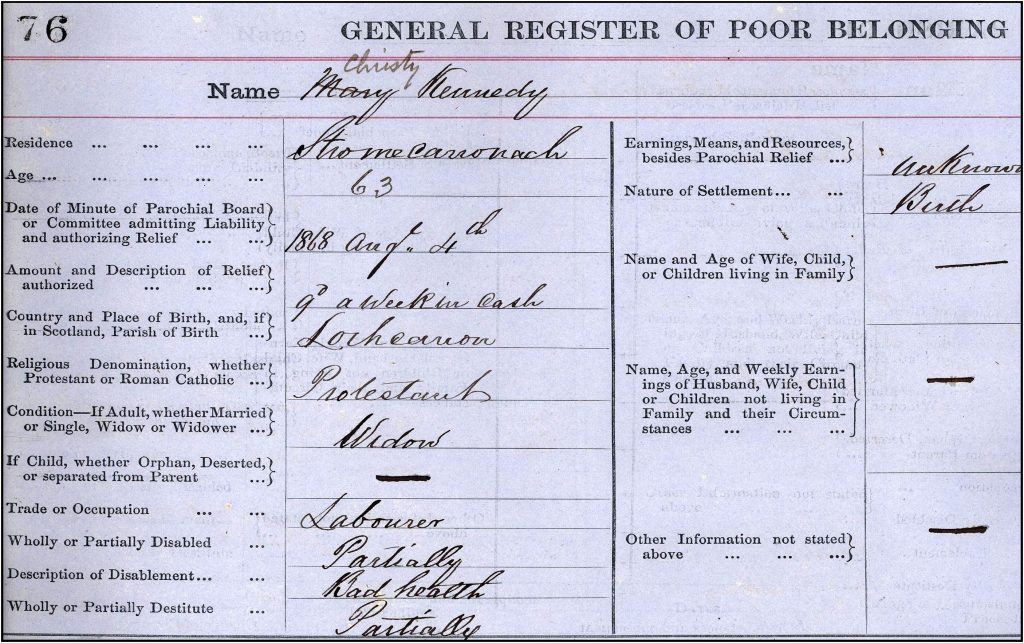 76
GENERAL REGISTER OF POOR BELONGING
Christy
Name Mary Kennedy
Residence ... ... ... ... Stromecarronach
Age ... ... ... ... ... 63
Date of Minute of Parochial Board
or Committee admitting Liability
and authorizing Relief ... ... 1868 Augt. 4th
Amount and Description of Relief
authorized ... ... ... 9d a week in Cash
Country and Place of Birth, and, if
in Scotland, Parish of Birth ... Lochcarron
Religious Denomination, whether
Protestant or Roman Catholic ... Protestant
Condition—If Adult, whether Married
or Single, Widow or Widower ... Widow
If Child, whether Orphan, Deserted,
or separated from Parent ... —
Trade or Occupation ... ... Labourer
Wholly or Partially Disabled ... Partially
Description of Disablement... ... Bad health
Wholly or Partially Destitute ... Partially
Earnings, Means, and Resources,
besides Parochial Relief ... unknown
Nature of Settlement... ... Birth
Name and Age of Wife, Child,
or Children living in Family —
Name, Age, and Weekly Earn-
ings of Husband, Wife, Child
or Children not living in
Family and their Circum-
stances ... ... ... —
Other Information not stated
above ... ... ... —